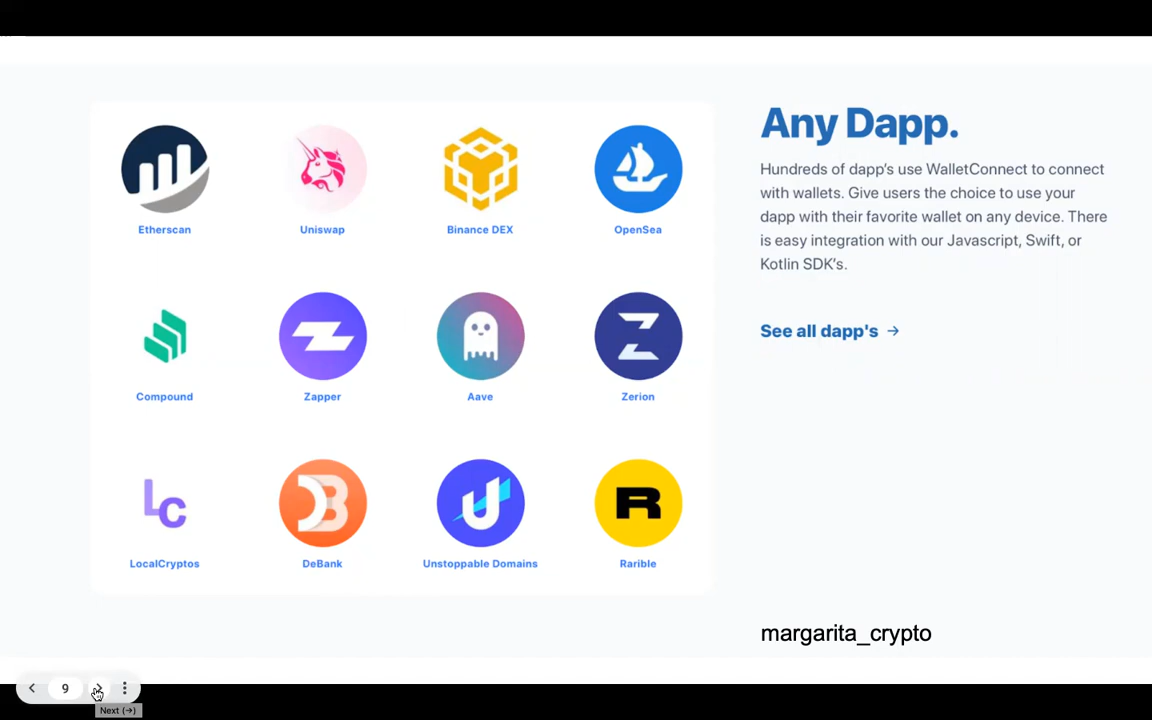 Any Dapp.
Hundreds of dapp's use WalletConnect to connect
with wallets. Give users the choice to use your
dapp with their favorite wallet on any device. There
is easy integration with our Javascript, Swift, or
Kotlin SDK's.
See all dapp's →
Etherscan
Uniswap
Binance DEX
OpenSea
Compound
Zapper
Aave
Zerion
LC
LocalCryptos
DeBank
Unstoppable Domains
R
Rarible
margarita_crypto
9
Next (→)